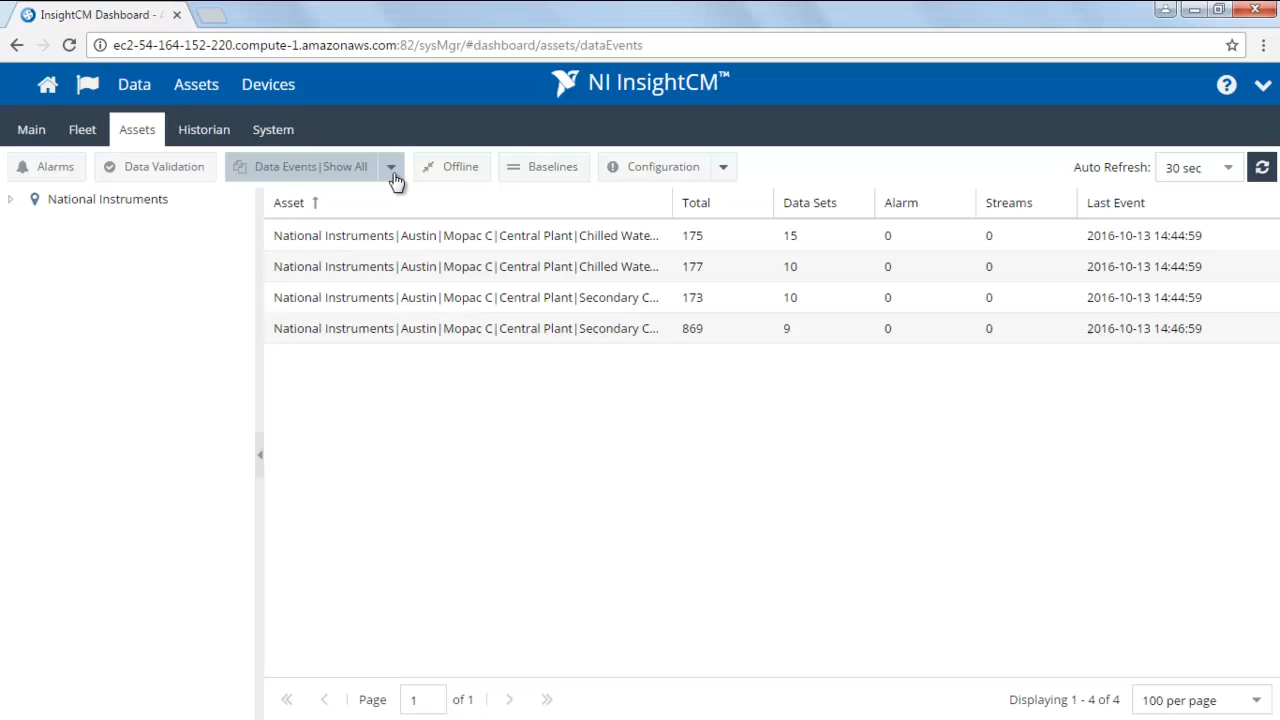 InsightCM Dashboard - A
ec2-54-164-152-220.compute-1.amazonaws.com:82/sysMgr/#dashboard/assets/dataEvents
Data Assets Devices NI InsightCM™ ?
Main Fleet Assets Historian System
Alarms Data Validation Data Events|Show All Offline Baselines Configuration Auto Refresh: 30 sec
National Instruments
Asset Total Data Sets Alarm Streams Last Event
National Instruments|Austin|Mopac C|Central Plant|Chilled Wate... 175 15 0 0 2016-10-13 14:44:59
National Instruments|Austin|Mopac C|Central Plant|Chilled Wate... 177 10 0 0 2016-10-13 14:44:59
National Instruments|Austin|Mopac C|Central Plant|Secondary C... 173 10 0 0 2016-10-13 14:44:59
National Instruments|Austin|Mopac C|Central Plant|Secondary C... 869 9 0 0 2016-10-13 14:46:59
Page 1 of 1 Displaying 1 - 4 of 4 100 per page